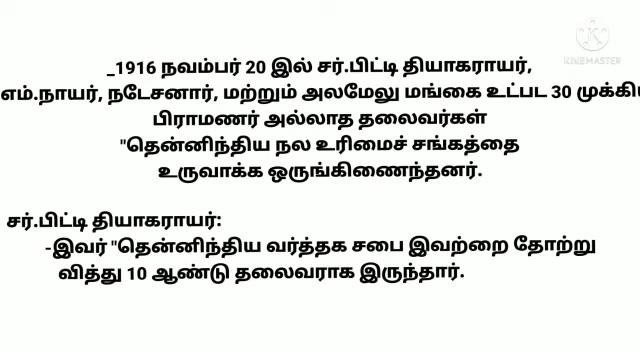 _1916 நவம்பர் 20 இல் சர்.பிட்டி தியாகராயர்,
எம்.நாயர், நடேசனார், மற்றும் அலமேலு மங்கை உட்பட 30 முக்கிய
பிராமணர் அல்லாத தலைவர்கள்
"தென்னிந்திய நல உரிமைச் சங்கத்தை
உருவாக்க ஒருங்கிணைந்தனர்.
சர்.பிட்டி தியாகராயர்:
-இவர் "தென்னிந்திய வர்த்தக சபை இவற்றை தோற்று
வித்து 10 ஆண்டு தலைவராக இருந்தார்.
KINEMASTER